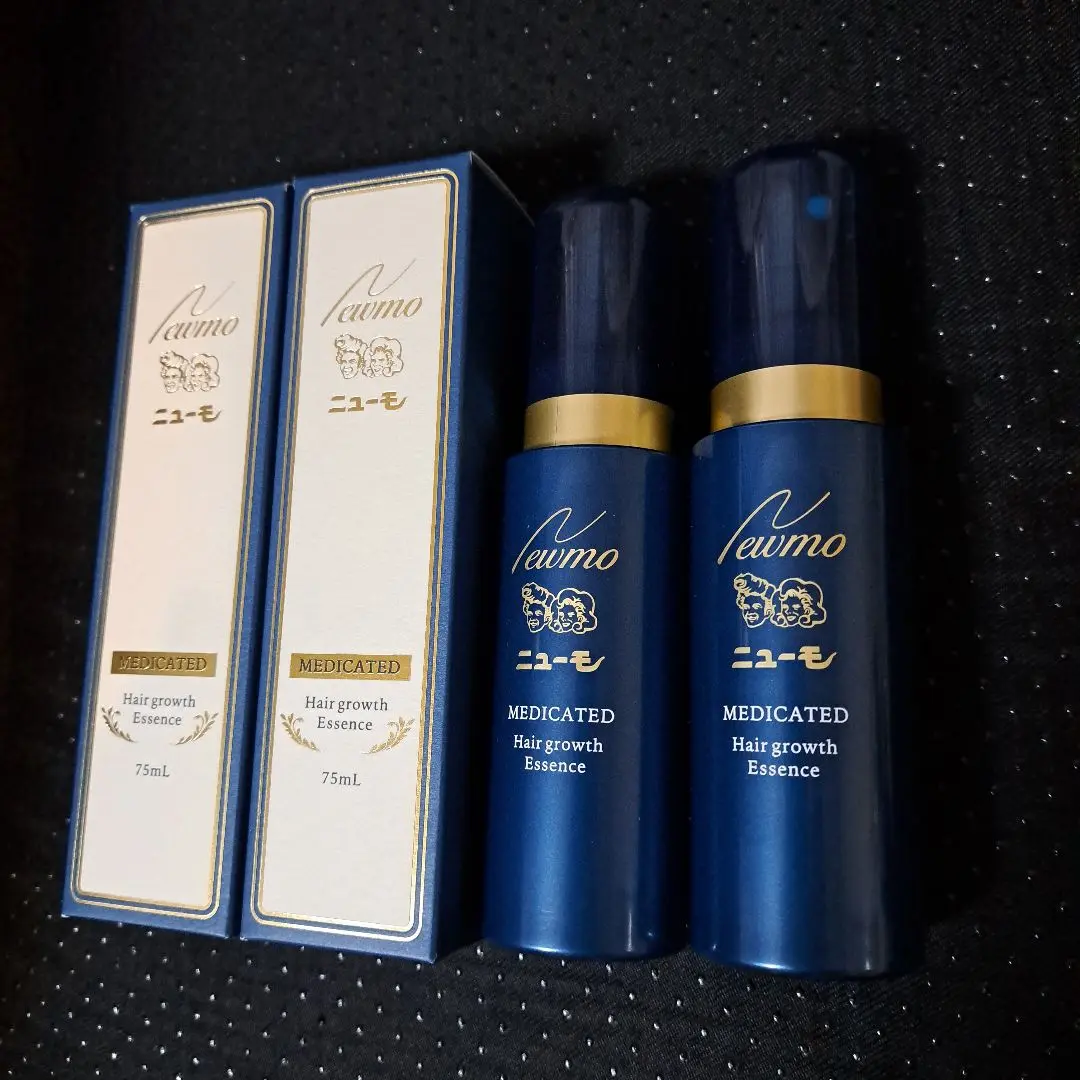 Newmo
ニューモ
MEDICATED
Hair growth
Essence
75mL
Newmo
ニューモ
MEDICATED
Hair growth
Essence
75mL
Newmo
ニューモ
MEDICATED
Hair growth
Essence
Newmo
ニューモ
MEDICATED
Hair growth
Essence